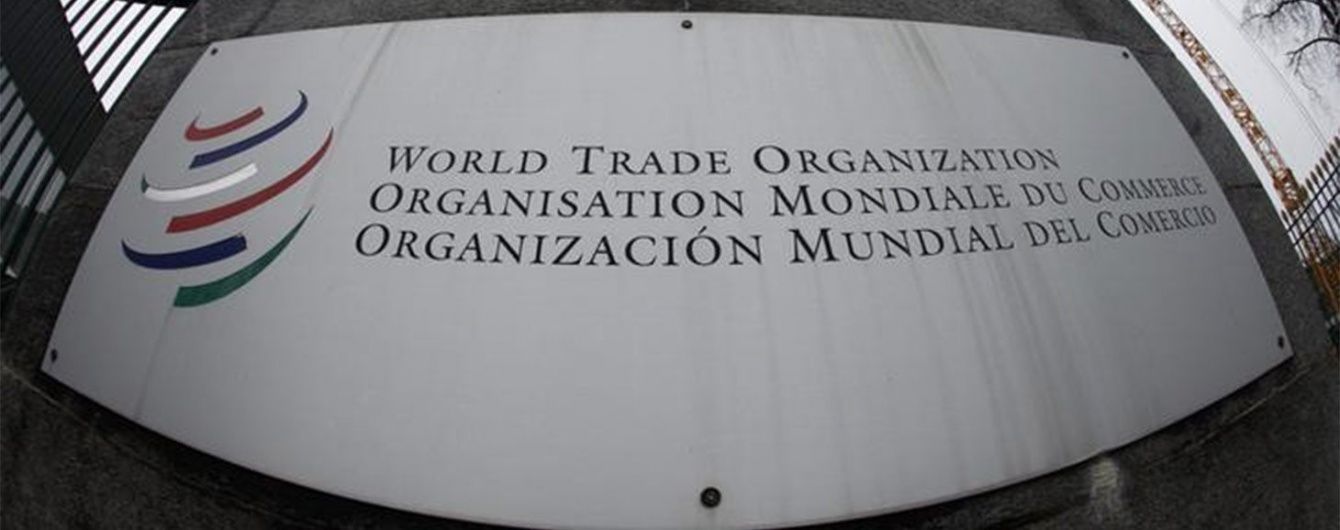 WORLD TRADE ORGANIZATION
ORGANISATION MONDIALE DU COMMERCE
ORGANIZACIÓN MUNDIAL DEL COMERCIO